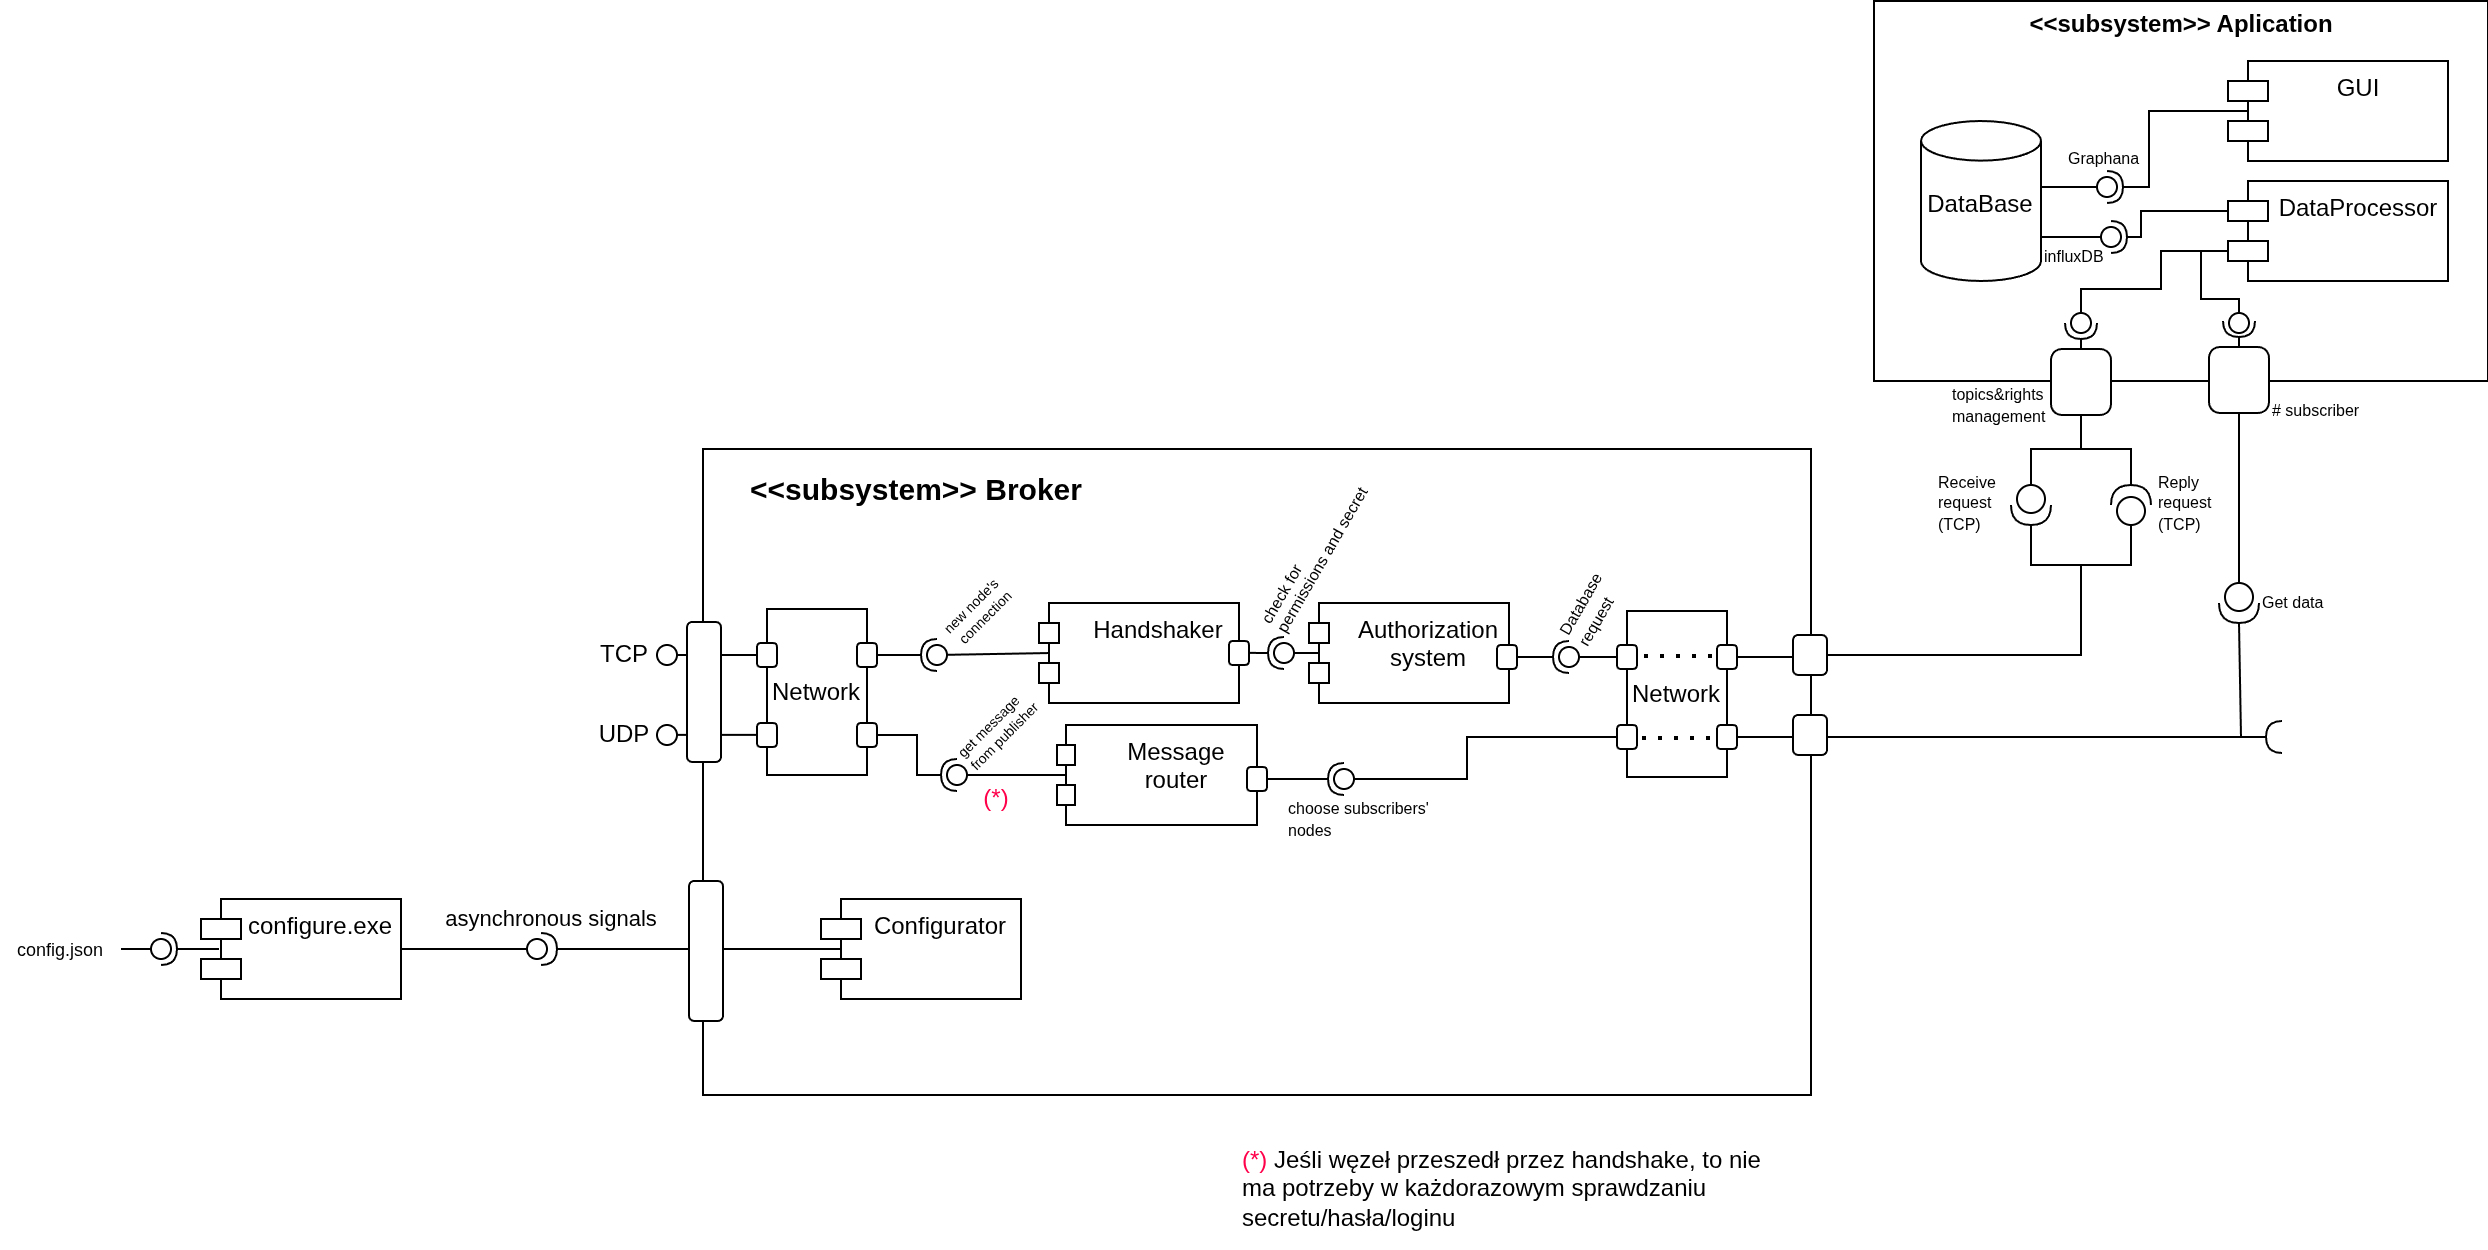 <<subsystem>> Aplication
GUI
Graphana
DataBase
DataProcessor
influxDB
topics&rights
management
# subscriber
Receive
request
(TCP)
Reply
request
(TCP)
Get data
<<subsystem>> Broker
TCP
UDP
Network
new node's
connection
get message
from publisher
(*)
Handshaker
check for
permissions and secret
Authorization
system
Database
request
Network
Message
router
choose subscribers'
nodes
config.json
configure.exe
asynchronous signals
Configurator
(*) Jeśli węzeł przeszedł przez handshake, to nie
ma potrzeby w każdorazowym sprawdzaniu
secretu/hasła/loginu